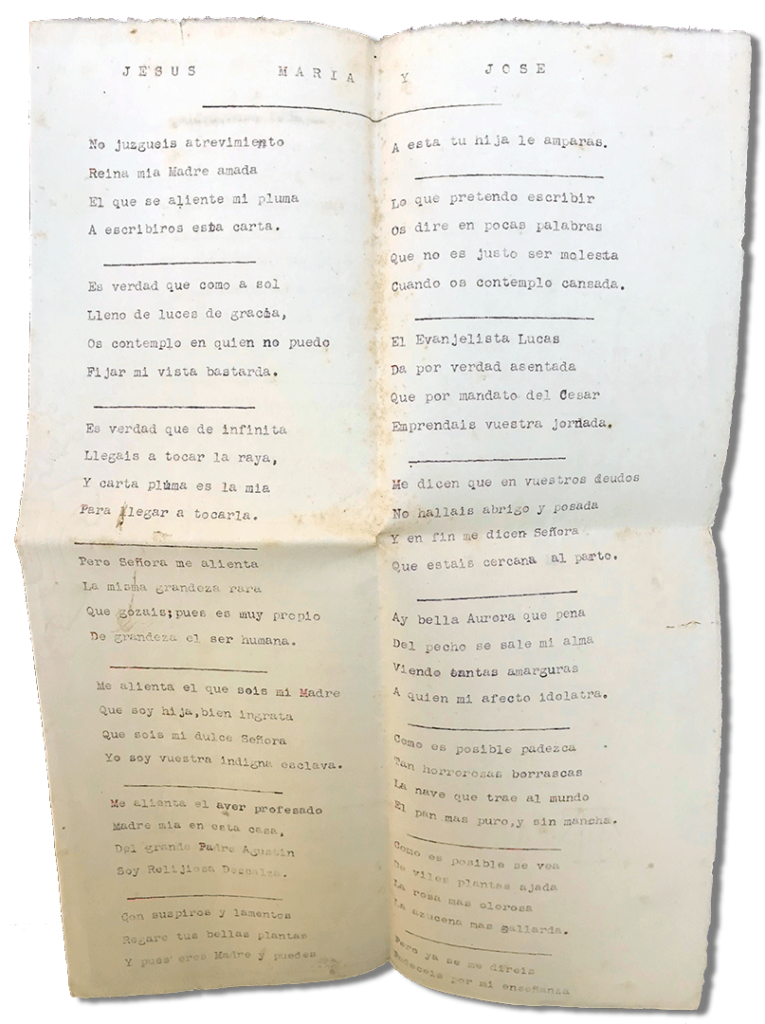 JESUS MARIA Y JOSE
No juzgueis atrevimiento
Reina mia Madre amada
El que se aliente mi pluma
A escribiros esta carta.
Es verdad que como a sol
Lleno de luces de gracia,
Os contemplo en quien no puedo
Fijar mi vista bastarda.
Es verdad que de infinita
Llegais a tocar la raya,
Y carta pluma es la mia
Para llegar a tocarla.
Pero Señora me alienta
La misma grandeza rara
Que gozais;pues es muy propio
De grandeza el ser humana.
Me alienta el que sois mi Madre
Que soy hija,bien ingrata
Que sois mi dulce Señora
Yo soy vuestra indigna esclava.
Me alienta el aver profesado
Madre mia en esta casa,
Del grande Padre Agustin
Soy Relijiosa Descalza.
Con suspiros y lamentos
Regare tus bellas plantas
Y pues eres Madre y puedes
A esta tu hija le amparas.
Lo que pretendo escribir
Os dire en pocas palabras
Que no es justo ser molesta
Cuando os contemplo cansada.
El Evanjelista Lucas
Da por verdad asentada
Que por mandato del Cesar
Emprendais vuestra jornada.
Me dicen que en vuestros deudos
No hallais abrigo y posada
Y en fin me dicen Señora
Que estais cercana al parto.
Ay bella Aurora que pena
Del pecho se sale mi alma
Viendo tantas amarguras
A quien mi afecto idolatra.
Como es posible padezca
Tan horrorosas borrascas
La nave que trae al mundo
El pan mas puro,y sin mancha.
Como es posible se vea
De viles plantas ajada
La rosa mas olorosa
La azucena mas gallarda.
Pero ya se me direis
Padeceis por mi enseñanza